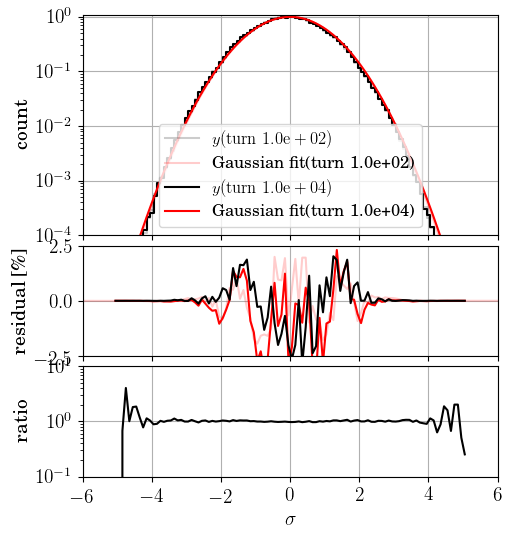 10⁰
10⁻¹
10⁻²
10⁻³
10⁻⁴
count
y(turn 1.0e + 02)
Gaussian fit(turn 1.0e+02)
y(turn 1.0e + 04)
Gaussian fit(turn 1.0e+04)
2.5
0.0
−2.5
residual [%]
10¹
10⁰
10⁻¹
ratio
−6 −4 −2 0 2 4 6
σ